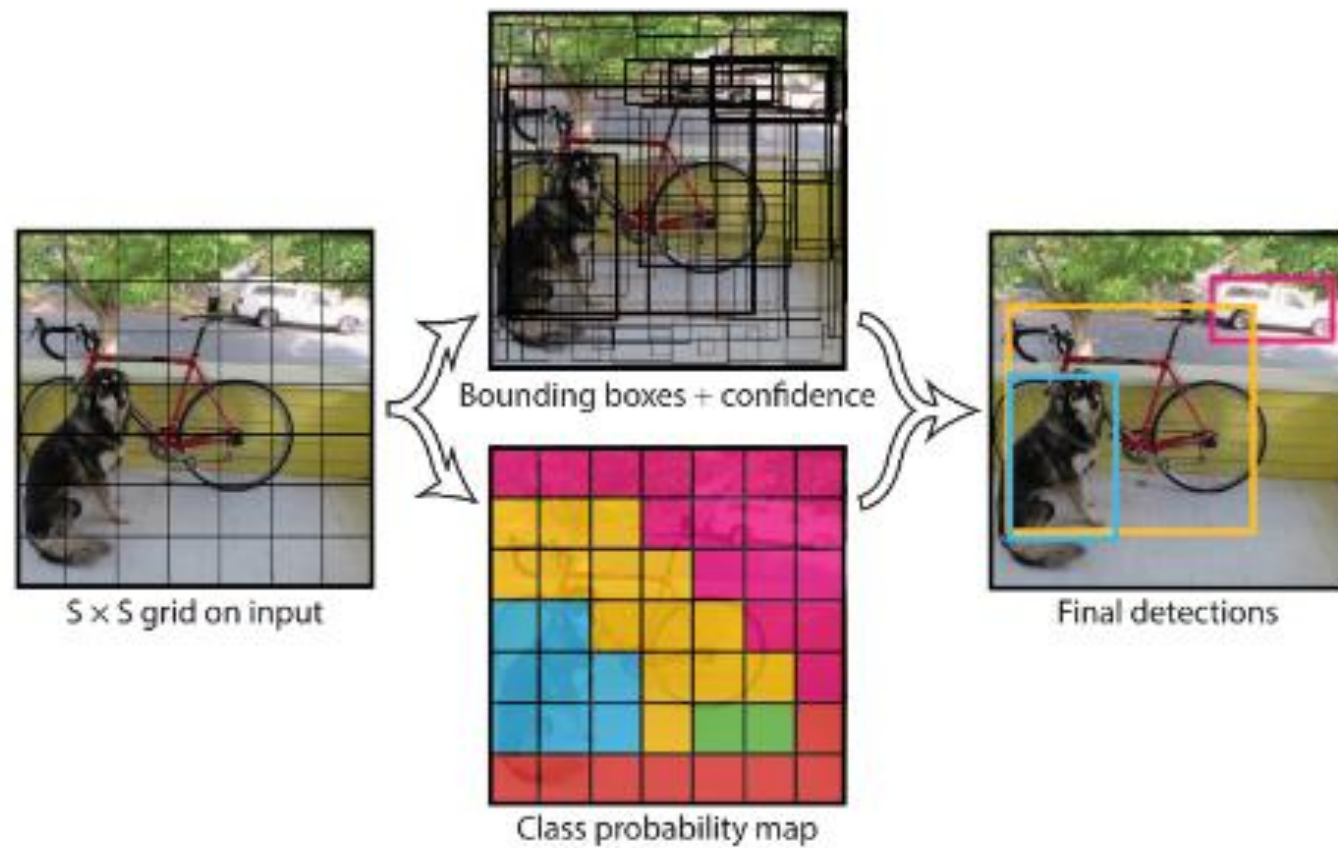 S × S grid on input
Bounding boxes + confidence
Class probability map
Final detections